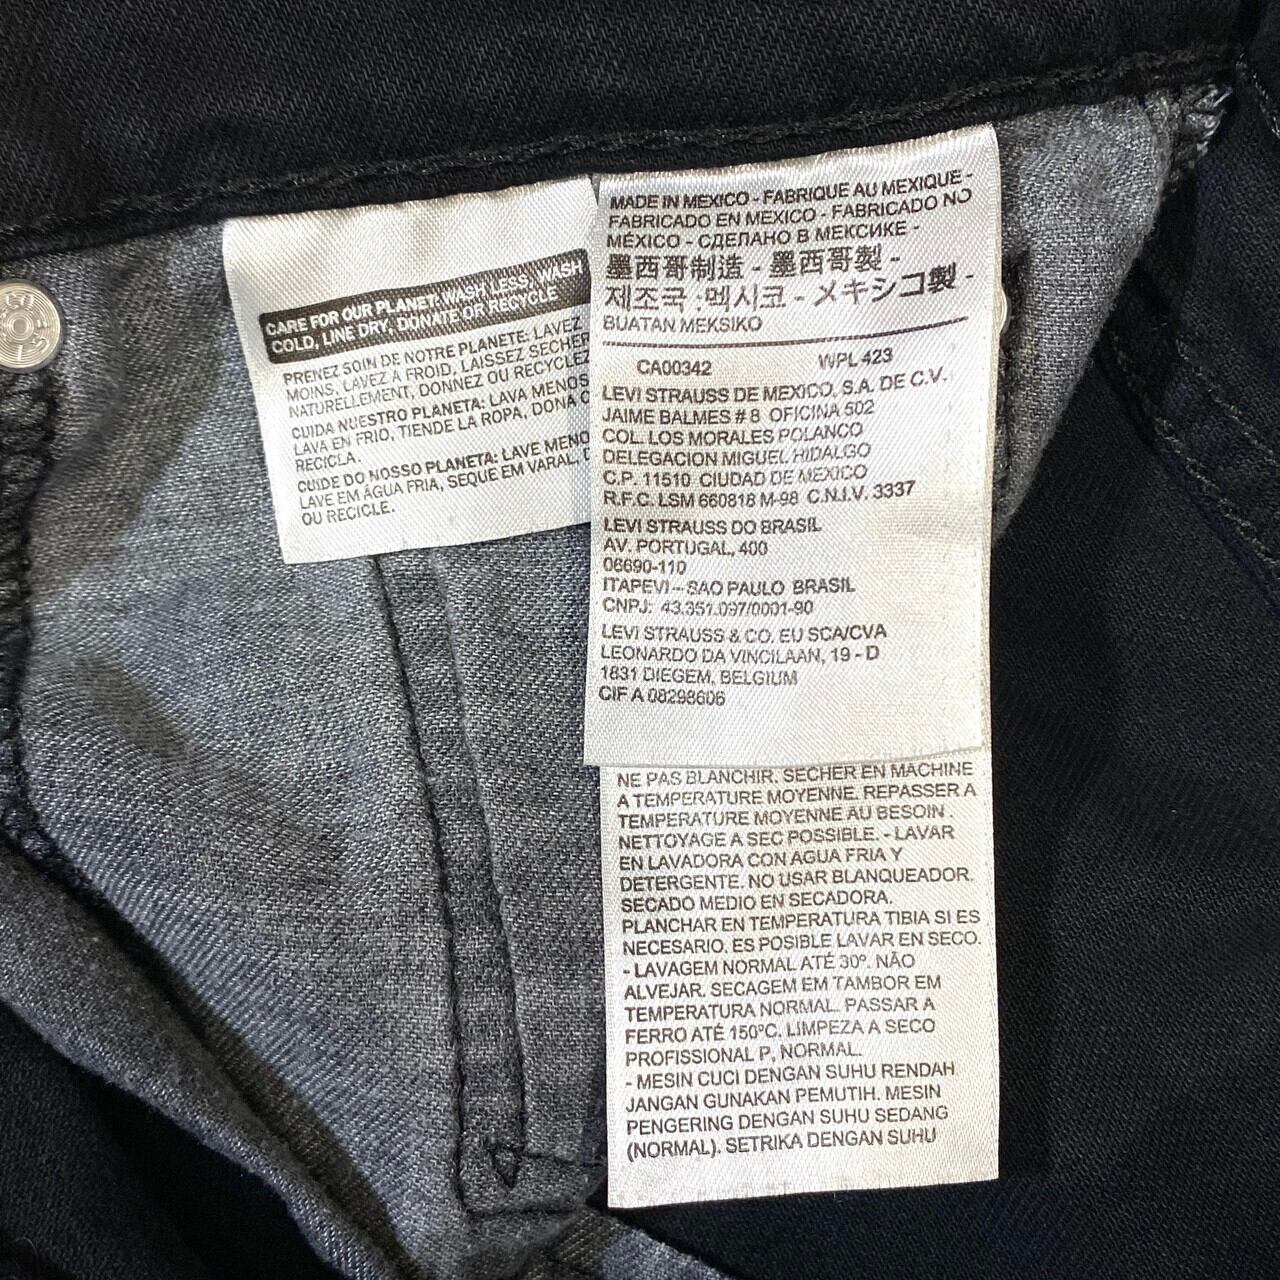 CARE FOR OUR PLANET: WASH LESS, WASH
COLD, LINE DRY, DONATE OR RECYCLE
PRENEZ SOIN DE NOTRE PLANETE: LAVEZ
MOINS, LAVEZ A FROID, LAISSEZ SECHER
NATURELLEMENT, DONNEZ OU RECYCLEZ
CUIDA NUESTRO PLANETA: LAVA MENOS
LAVA EN FRIO, TIENDE LA ROPA, DONA O
RECICLA.
CUIDE DO NOSSO PLANETA: LAVE MENO
LAVE EM ÁGUA FRIA, SEQUE EM VARAL. D
OU RECICLE.
MADE IN MEXICO - FABRIQUE AU MEXIQUE -
FABRICADO EN MEXICO - FABRICADO NO
MÉXICO - СДЕЛАНО В МЕКСИКЕ -
墨西哥制造 - 墨西哥製 -
제조국 :멕시코 - メキシコ製 -
BUATAN MEKSIKO
CA00342 WPL 423
LEVI STRAUSS DE MEXICO, S.A. DE C.V.
JAIME BALMES # 8 OFICINA 502
COL. LOS MORALES POLANCO
DELEGACION MIGUEL HIDALGO
C.P. 11510 CIUDAD DE MEXICO
R.F.C. LSM 660818 M-98 C.N.I.V. 3337
LEVI STRAUSS DO BRASIL
AV. PORTUGAL, 400
06690-110
ITAPEVI - SAO PAULO BRASIL
CNPJ: 43.351.097/0001-90
LEVI STRAUSS & CO. EU SCA/CVA
LEONARDO DA VINCILAAN, 19 - D
1831 DIEGEM, BELGIUM
CIF A 08298606
NE PAS BLANCHIR. SECHER EN MACHINE
A TEMPERATURE MOYENNE. REPASSER A
TEMPERATURE MOYENNE AU BESOIN.
NETTOYAGE A SEC POSSIBLE. - LAVAR
EN LAVADORA CON AGUA FRIA Y
DETERGENTE. NO USAR BLANQUEADOR.
SECADO MEDIO EN SECADORA.
PLANCHAR EN TEMPERATURA TIBIA SI ES
NECESARIO. ES POSIBLE LAVAR EN SECO.
- LAVAGEM NORMAL ATÉ 30º. NÃO
ALVEJAR. SECAGEM EM TAMBOR EM
TEMPERATURA NORMAL. PASSAR A
FERRO ATÉ 150ºC. LIMPEZA A SECO
PROFISSIONAL P, NORMAL.
- MESIN CUCI DENGAN SUHU RENDAH
JANGAN GUNAKAN PEMUTIH. MESIN
PENGERING DENGAN SUHU SEDANG
(NORMAL). SETRIKA DENGAN SUHU